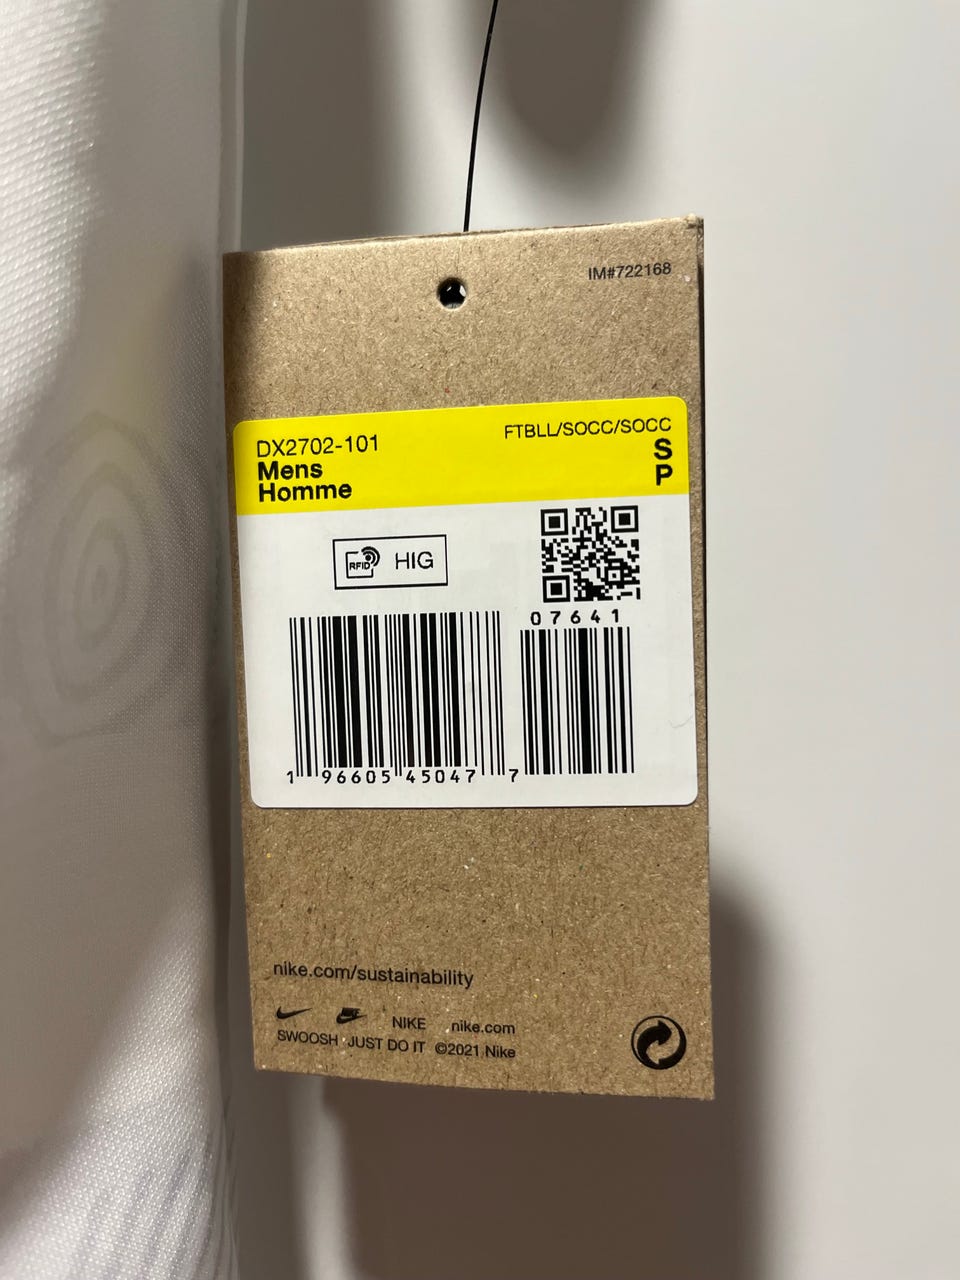 IM#722168
DX2702-101
FTBLL/SOCC/SOCC
Mens
S
Homme
P
RFID HIG
07641
1 96605 45047 7
nike.com/sustainability
NIKE nike.com
SWOOSH JUST DO IT ©2021 Nike